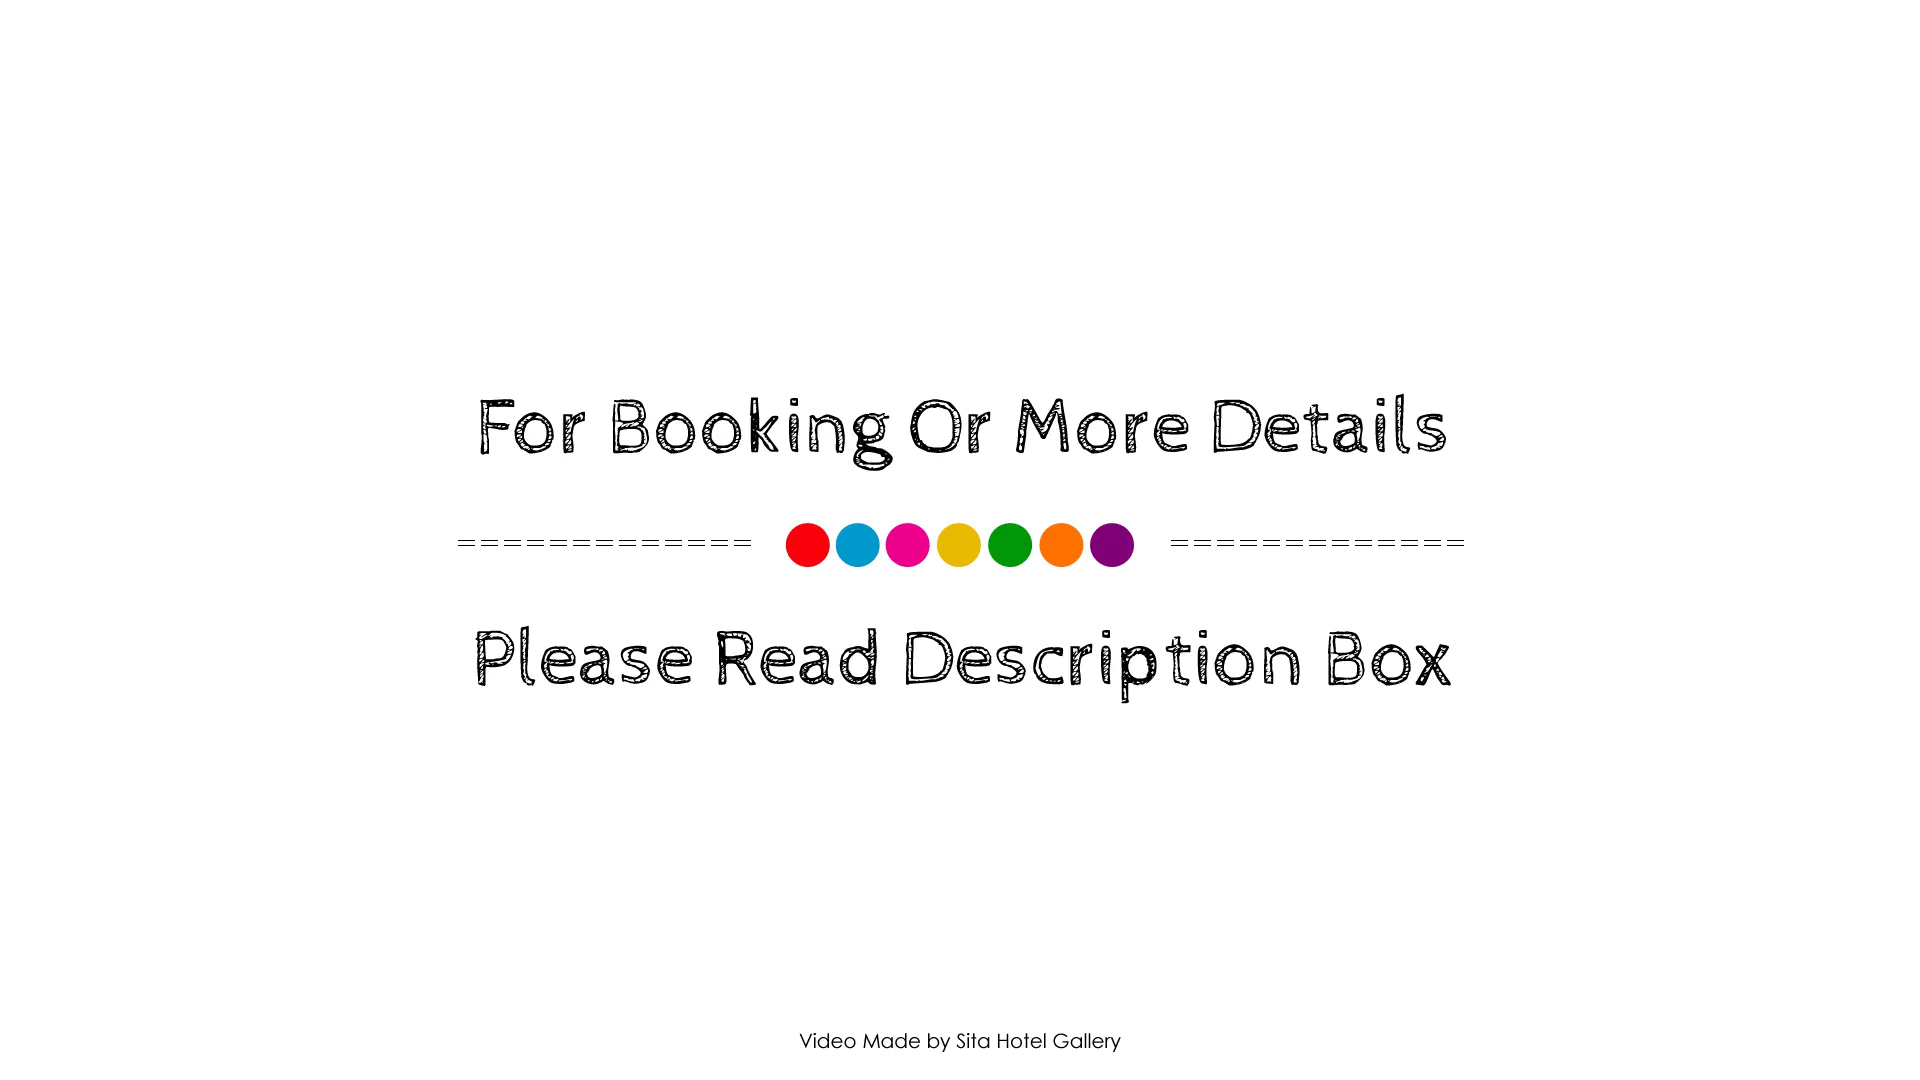 For Booking Or More Details
============= =============
Please Read Description Box
Video Made by Sita Hotel Gallery